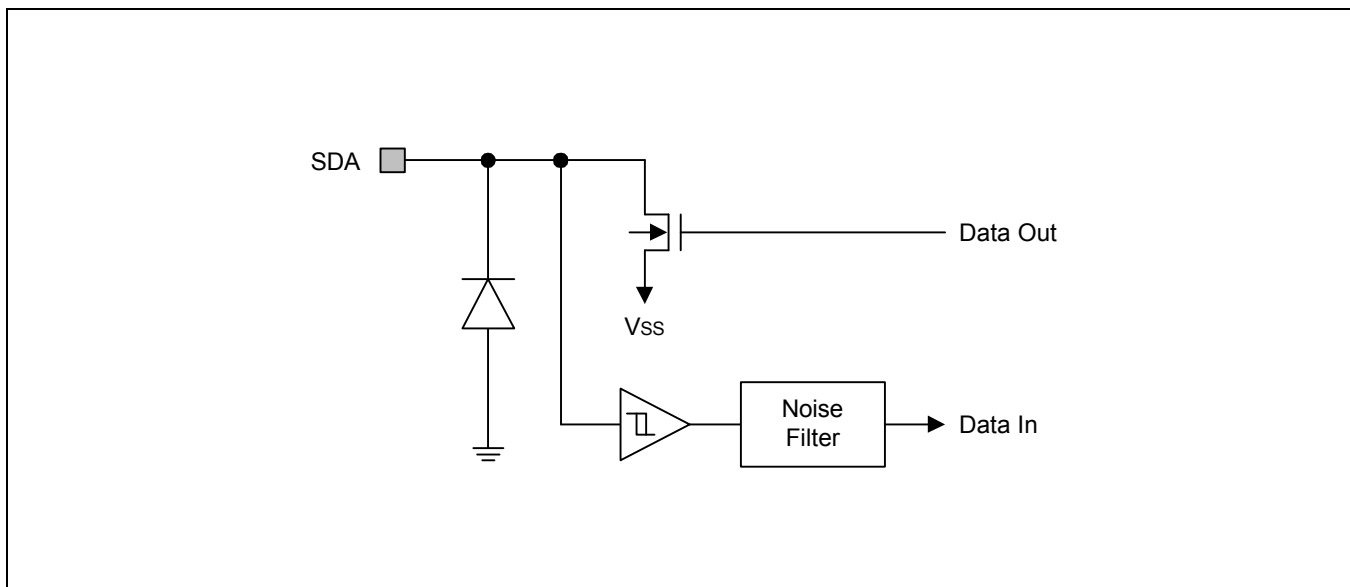 SDA
Data Out
VSS
Noise
Filter
Data In